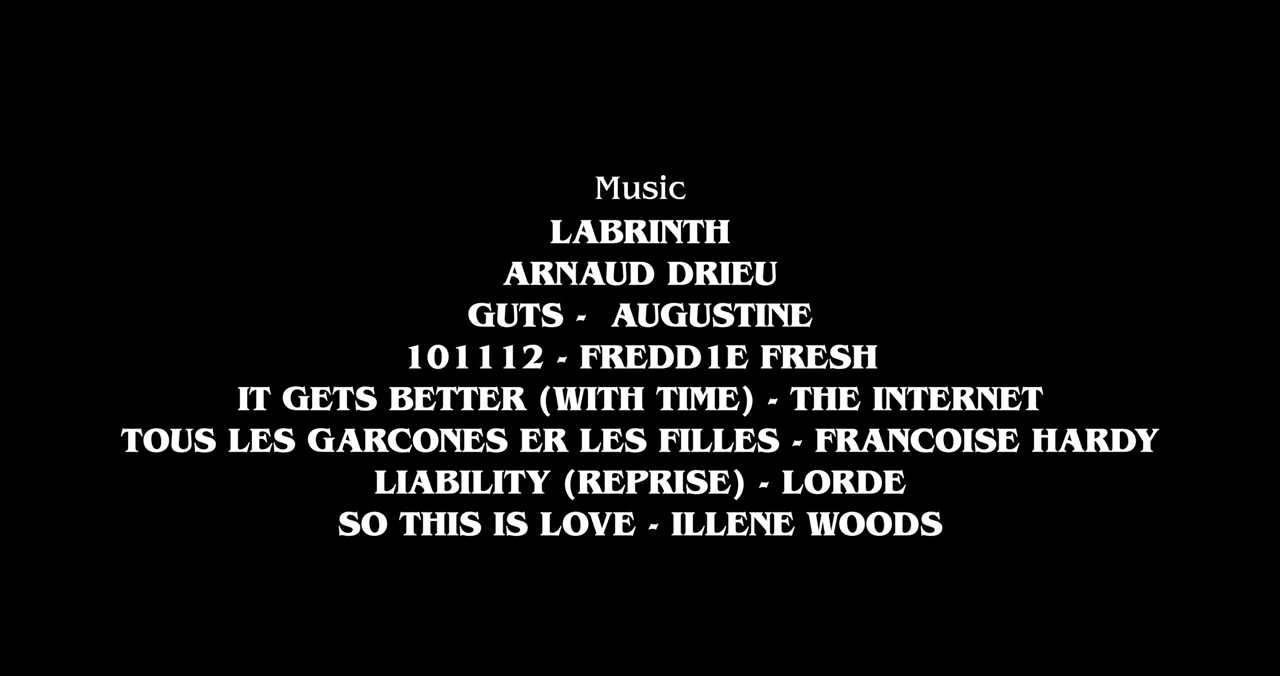 Music
LABRINTH
ARNAUD DRIEU
GUTS -  AUGUSTINE
101112 - FREDD1E FRESH
IT GETS BETTER (WITH TIME) - THE INTERNET
TOUS LES GARCONES ER LES FILLES - FRANCOISE HARDY
LIABILITY (REPRISE) - LORDE
SO THIS IS LOVE - ILLENE WOODS